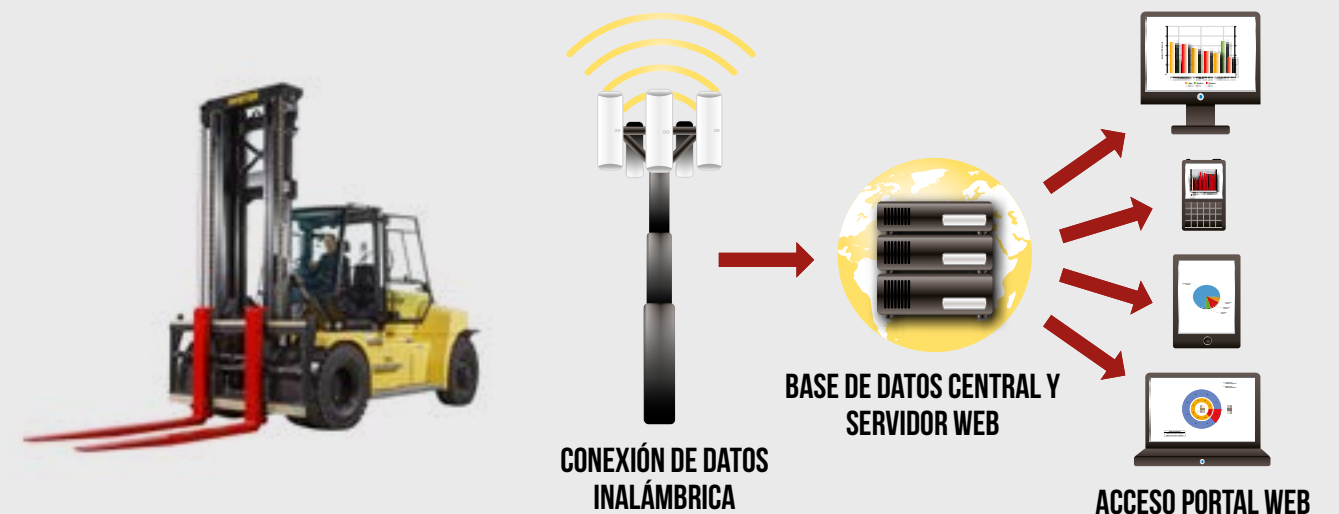 CONEXIÓN DE DATOS
INALÁMBRICA
BASE DE DATOS CENTRAL Y
SERVIDOR WEB
ACCESO PORTAL WEB